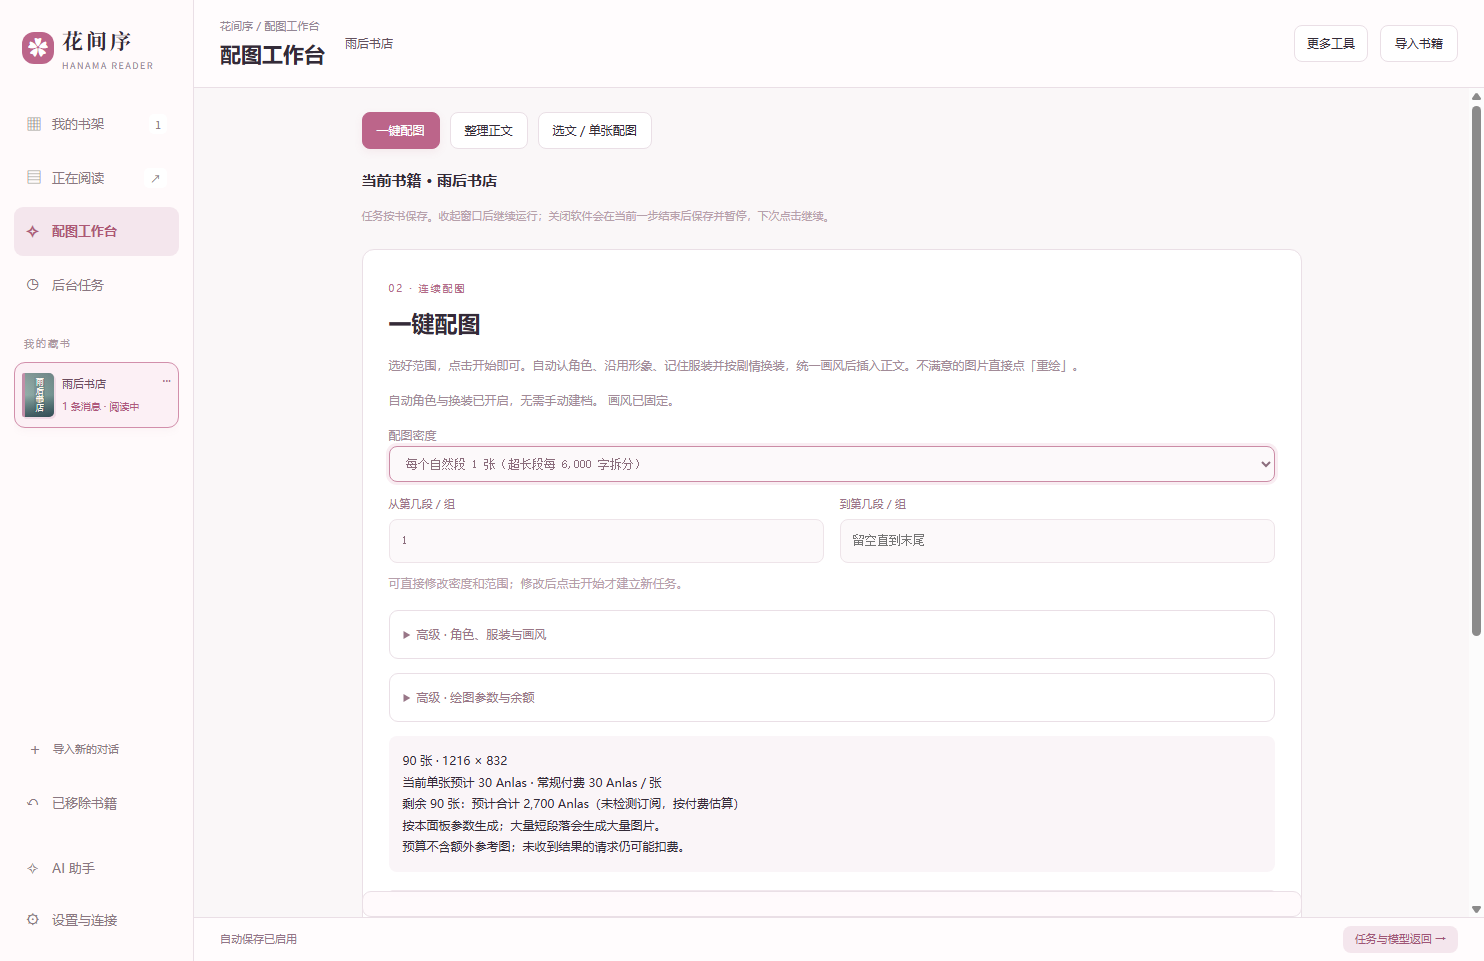 花间序
HANAMA READER
我的书架 1
正在阅读 ↗
配图工作台
后台任务
我的藏书
雨后书店
雨后书店
1 条消息 · 阅读中
+ 导入新的对话
已移除书籍
AI 助手
设置与连接
花间序 / 配图工作台
配图工作台
雨后书店
更多工具
导入书籍
一键配图
整理正文
选文 / 单张配图
当前书籍 • 雨后书店
任务按书保存。收起窗口后继续运行；关闭软件会在当前一步结束后保存并暂停，下次点击继续。
02 · 连续配图
一键配图
选好范围，点击开始即可。自动认角色、沿用形象、记住服装并按剧情换装，统一画风后插入正文。不满意的图片直接点「重绘」。
自动角色与换装已开启，无需手动建档。 画风已固定。
配图密度
每个自然段 1 张（超长段每 6,000 字拆分）
从第几段 / 组
到第几段 / 组
1
留空直到末尾
可直接修改密度和范围；修改后点击开始才建立新任务。
▶ 高级 · 角色、服装与画风
▶ 高级 · 绘图参数与余额
90 张 · 1216 × 832
当前单张预计 30 Anlas · 常规付费 30 Anlas / 张
剩余 90 张：预计合计 2,700 Anlas（未检测订阅，按付费估算）
按本面板参数生成；大量短段落会生成大量图片。
预算不含额外参考图；未收到结果的请求仍可能扣费。
自动保存已启用
任务与模型返回 →